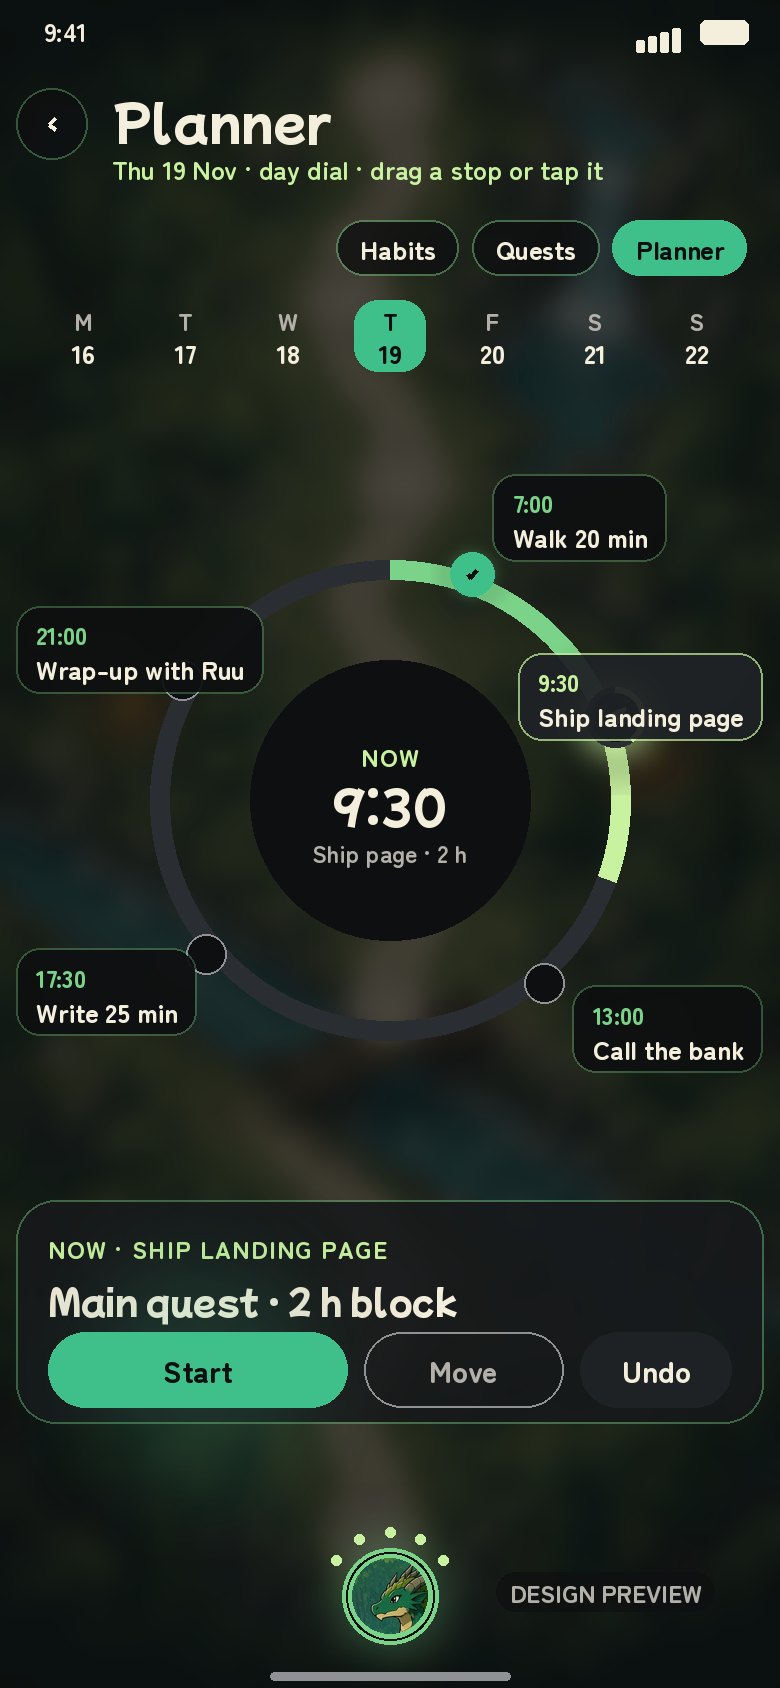 9:41
Planner
Thu 19 Nov · day dial · drag a stop or tap it
Habits
Quests
Planner
M
T
W
T
F
S
S
16
17
18
19
20
21
22
7:00
Walk 20 min
21:00
Wrap-up with Ruu
9:30
Ship landing page
NOW
9:30
Ship page · 2 h
17:30
Write 25 min
13:00
Call the bank
NOW · SHIP LANDING PAGE
Main quest · 2 h block
Start
Move
Undo
DESIGN PREVIEW